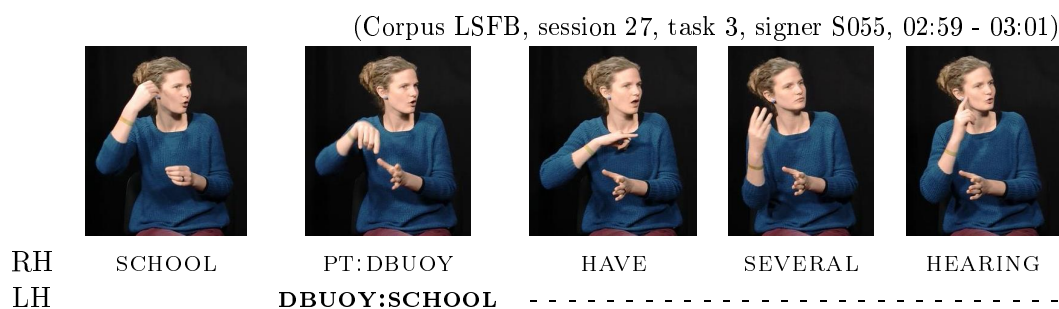 (Corpus LSFB, session 27, task 3, signer S055, 02:59 - 03:01)
RH SCHOOL PT:DBUOY HAVE SEVERAL HEARING
LH DBUOY:SCHOOL - - - - - - - - - - - - - - - - - - - - - - - - - - - - - - - - - -